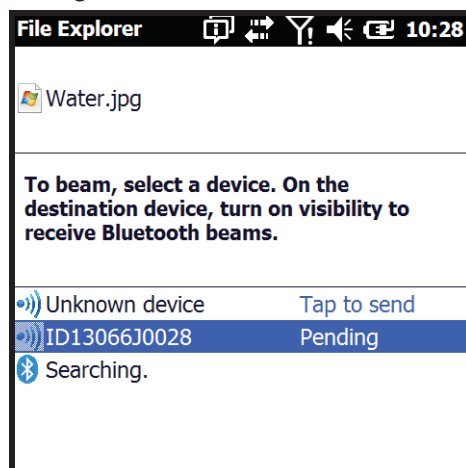 File Explorer 10:28
Water.jpg
To beam, select a device. On the
destination device, turn on visibility to
receive Bluetooth beams.
Unknown device Tap to send
ID13066J0028 Pending
Searching.